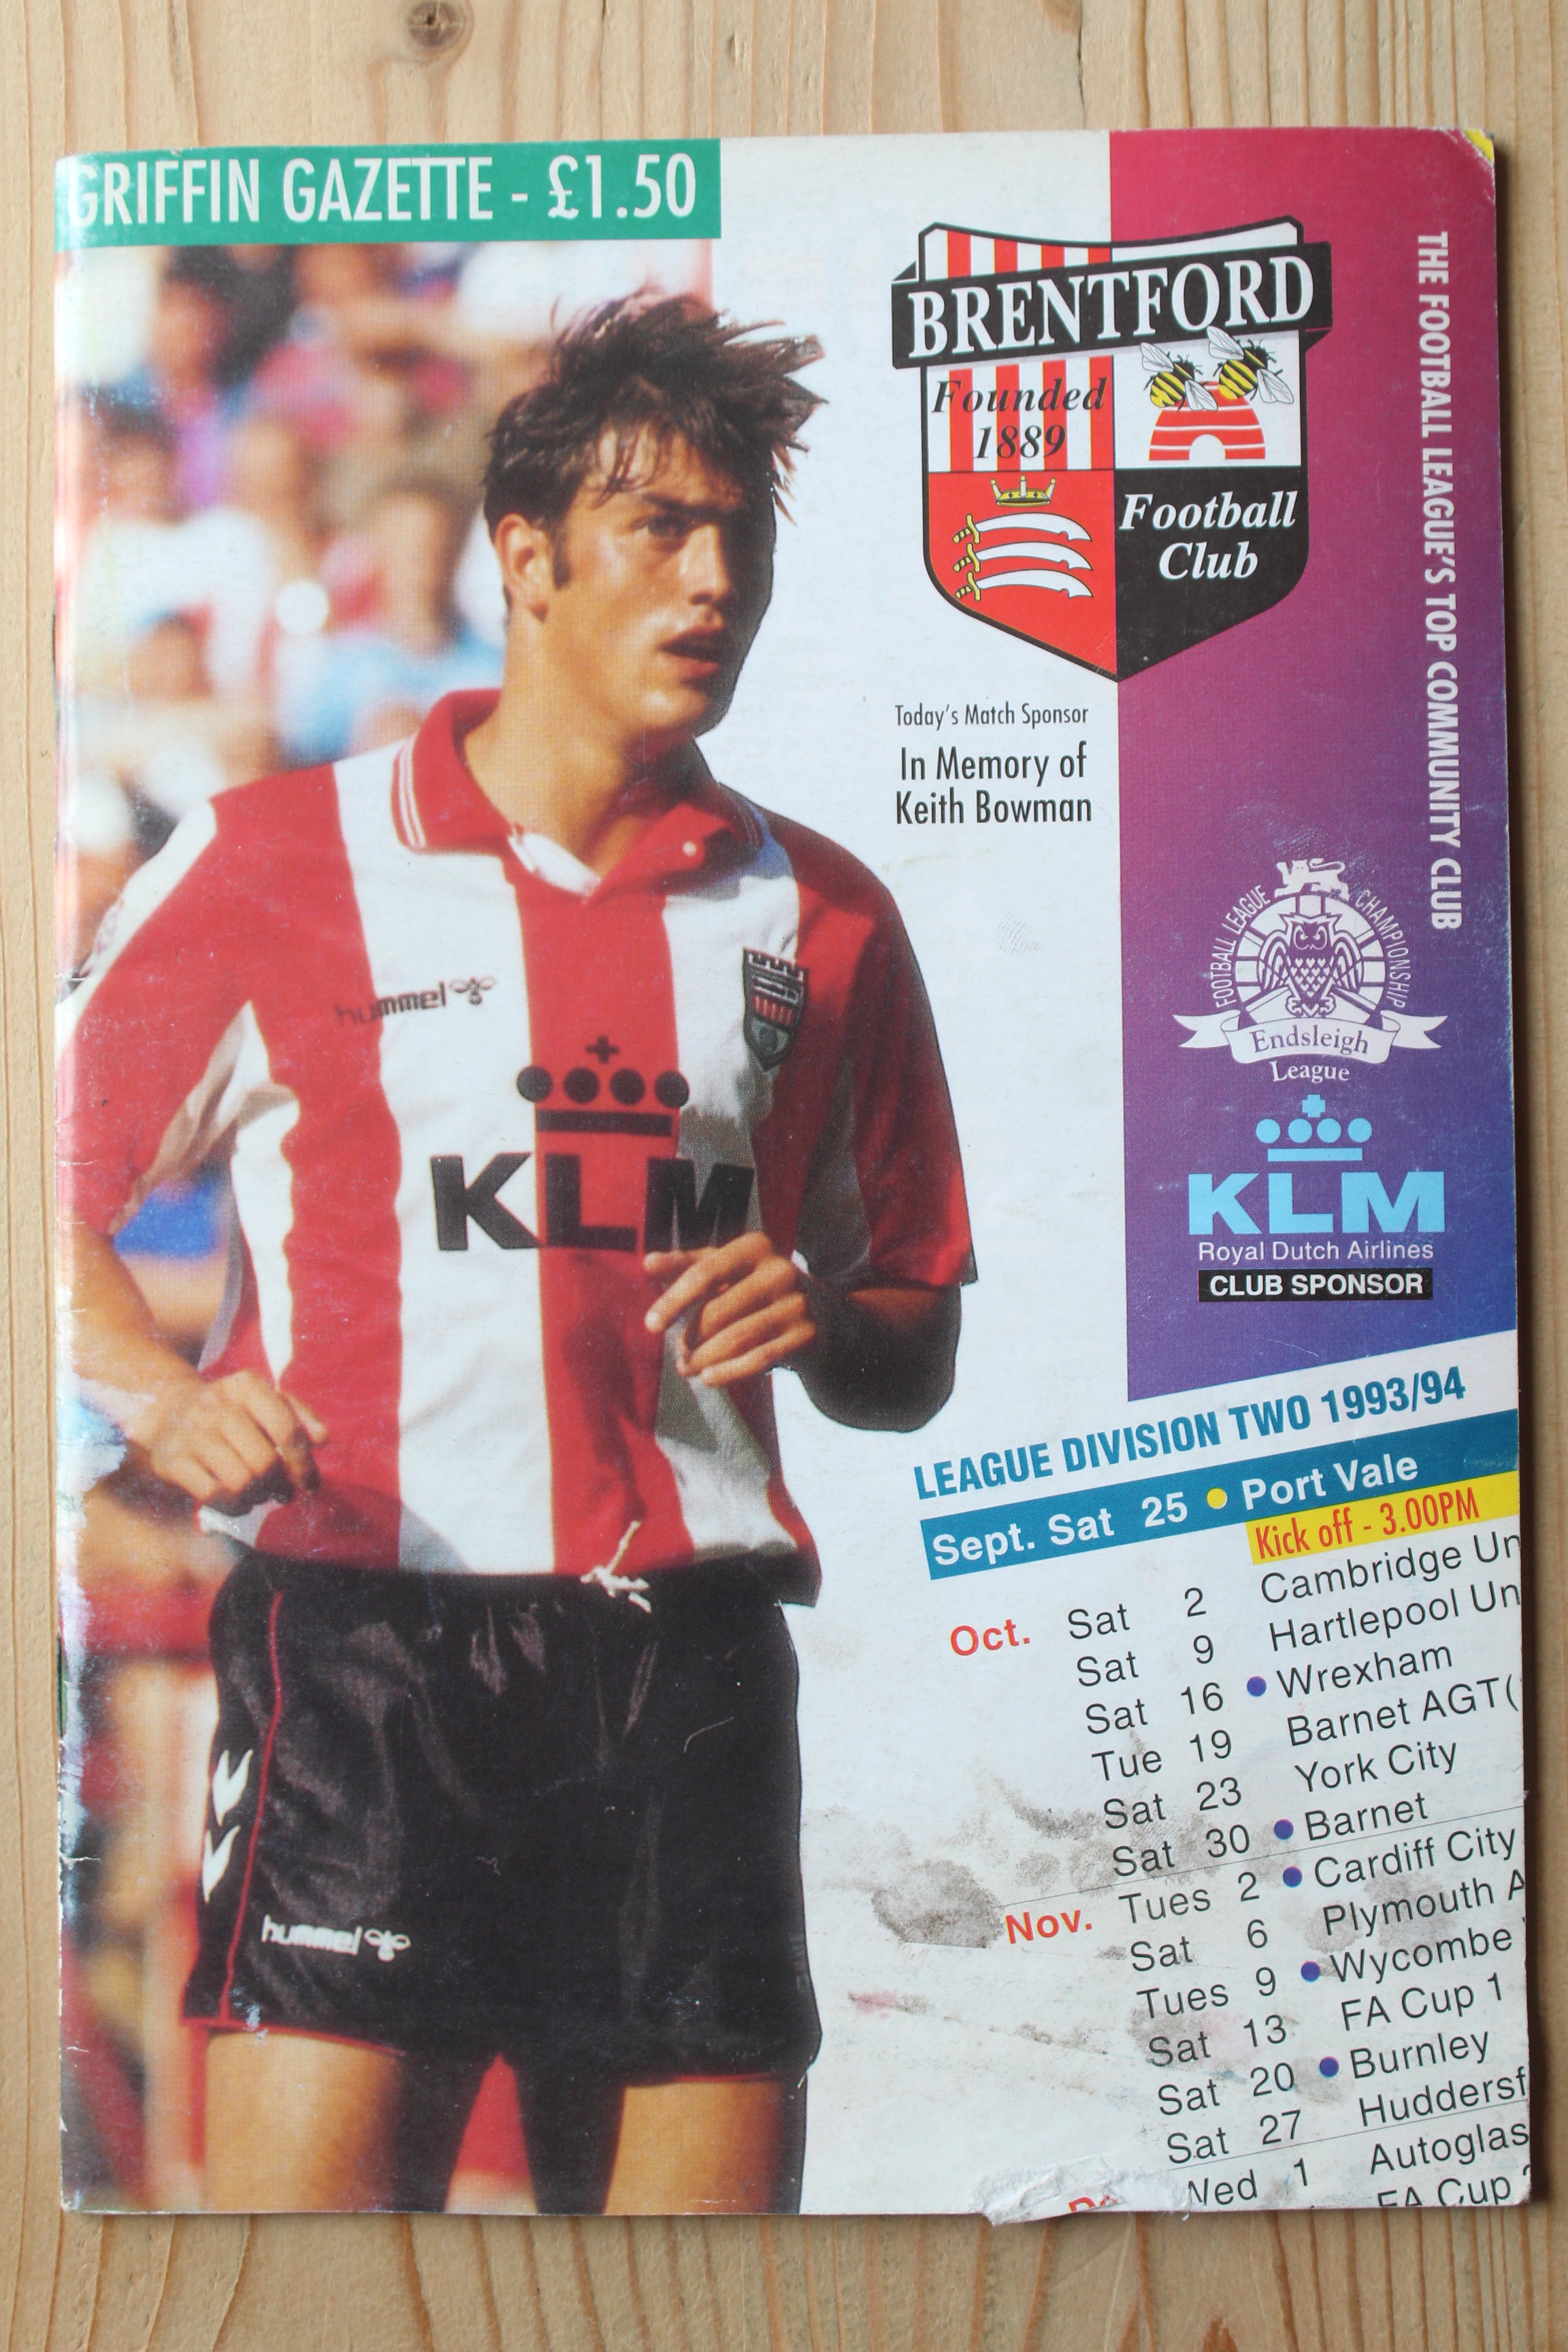 GRIFFIN GAZETTE - £1.50
BRENTFORD
Founded
1889
Football
Club
THE FOOTBALL LEAGUE'S TOP COMMUNITY CLUB
Today's Match Sponsor
In Memory of
Keith Bowman
hummel
KLM
FOOTBALL LEAGUE CHAMPIONSHIP
Endsleigh
League
KLM
Royal Dutch Airlines
CLUB SPONSOR
LEAGUE DIVISION TWO 1993/94
Sept. Sat 25 • Port Vale
Kick off - 3.00PM
Oct. Sat 2 Cambridge Un
Sat 9 Hartlepool Un
Sat 16 • Wrexham
Tue 19 Barnet AGT(
Sat 23 York City
Sat 30 • Barnet
Nov. Tues 2 • Cardiff City
Sat 6 Plymouth A
Tues 9 • Wycombe
Sat 13 FA Cup 1
Sat 20 • Burnley
Sat 27 Huddersf
Wed 1 Autoglas
FA Cup
hummel